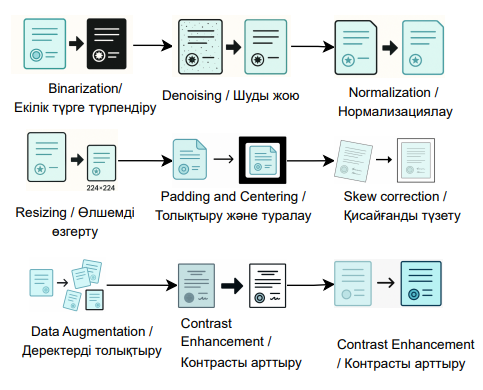 Binarization/
Екілік түрге түрлендіру
Denoising / Шуды жою
Normalization /
Нормализациялау
224×224
Resizing / Өлшемді
өзгерту
Padding and Centering /
Толықтыру және туралау
Skew correction /
Қисайғанды түзету
Data Augmentation /
Деректерді толықтыру
Contrast
Enhancement /
Контрасты арттыру
Contrast Enhancement
/ Контрасты арттыру